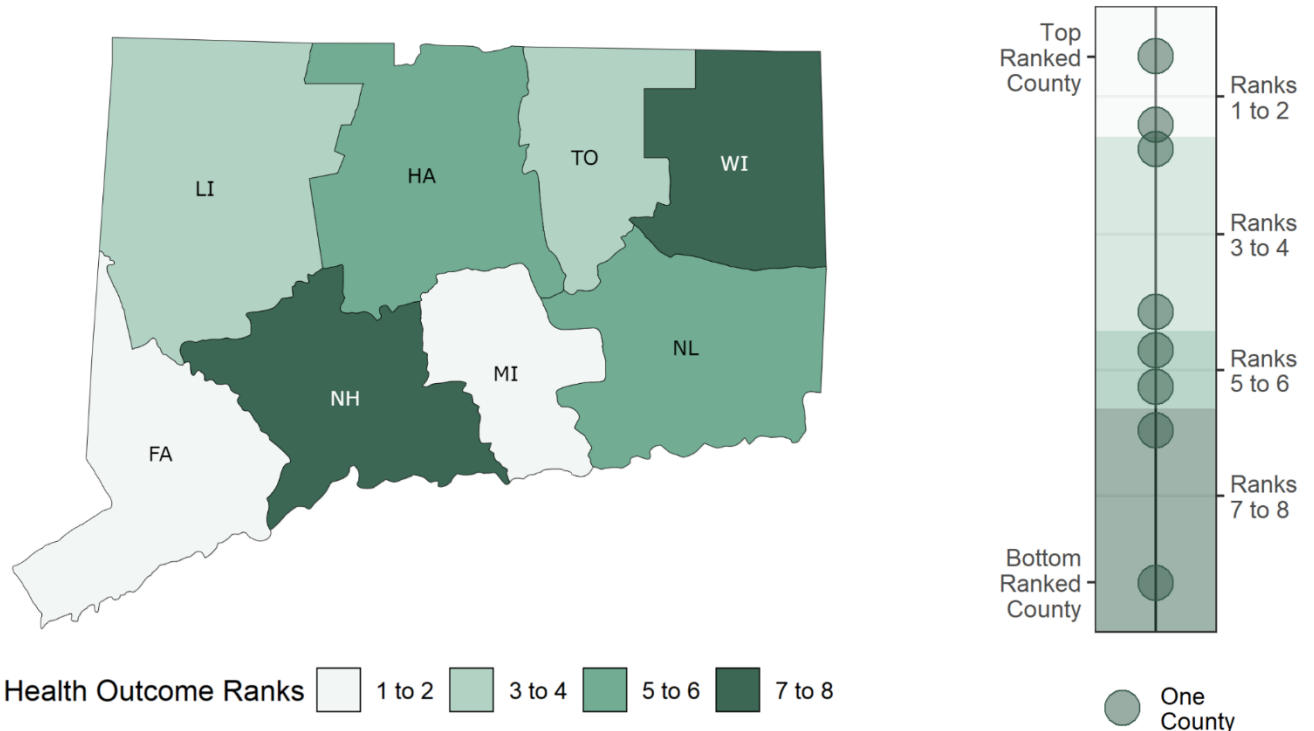 LI
HA
TO
WI
FA
NH
MI
NL
Health Outcome Ranks
1 to 2
3 to 4
5 to 6
7 to 8
Top
Ranked
County
Ranks
1 to 2
Ranks
3 to 4
Ranks
5 to 6
Ranks
7 to 8
Bottom
Ranked
County
One
County